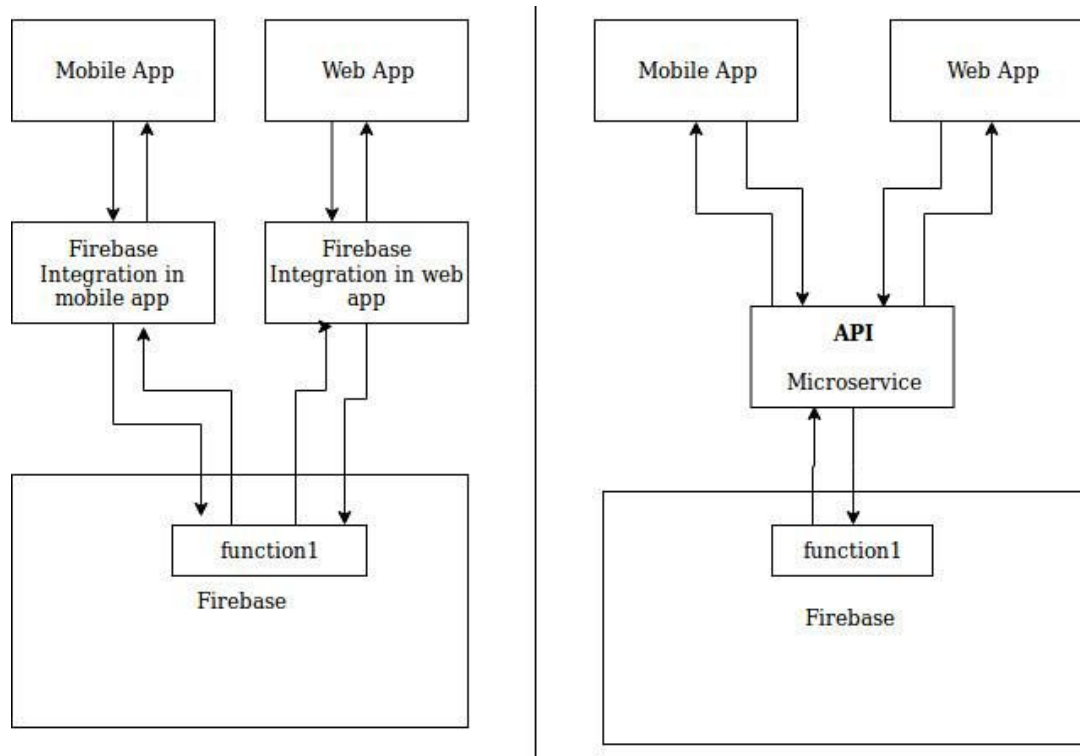 Mobile App
Web App
Firebase
Integration in
mobile app
Firebase
Integration in web
app
function1
Firebase
Mobile App
Web App
API
Microservice
function1
Firebase